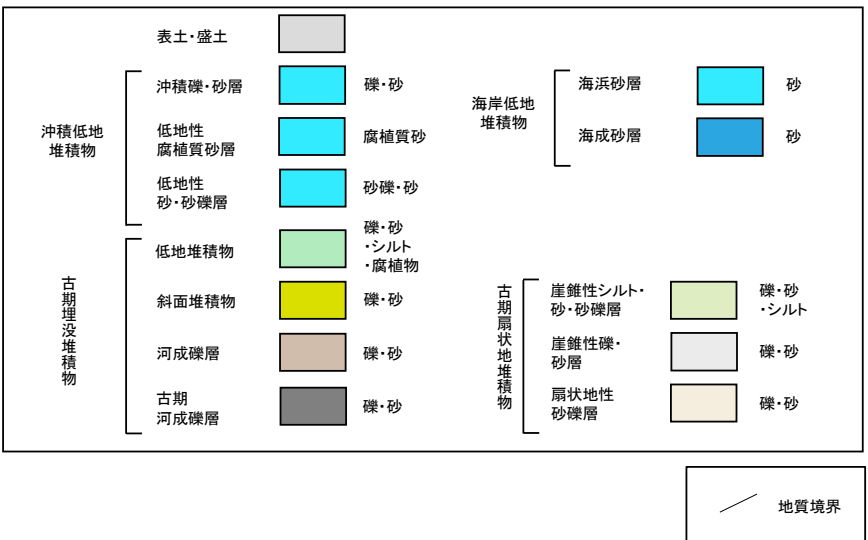 表土・盛土
沖積低地
堆積物
沖積礫・砂層
礫・砂
低地性
腐植質砂層
腐植質砂
低地性
砂・砂礫層
砂礫・砂
古期埋没堆積物
低地堆積物
礫・砂
・シルト
・腐植物
斜面堆積物
礫・砂
河成礫層
礫・砂
古期
河成礫層
礫・砂
海岸低地
堆積物
海浜砂層
砂
海成砂層
砂
古期扇状地堆積物
崖錐性シルト・
砂・砂礫層
礫・砂
・シルト
崖錐性礫・
砂層
礫・砂
扇状地性
砂礫層
礫・砂
地質境界